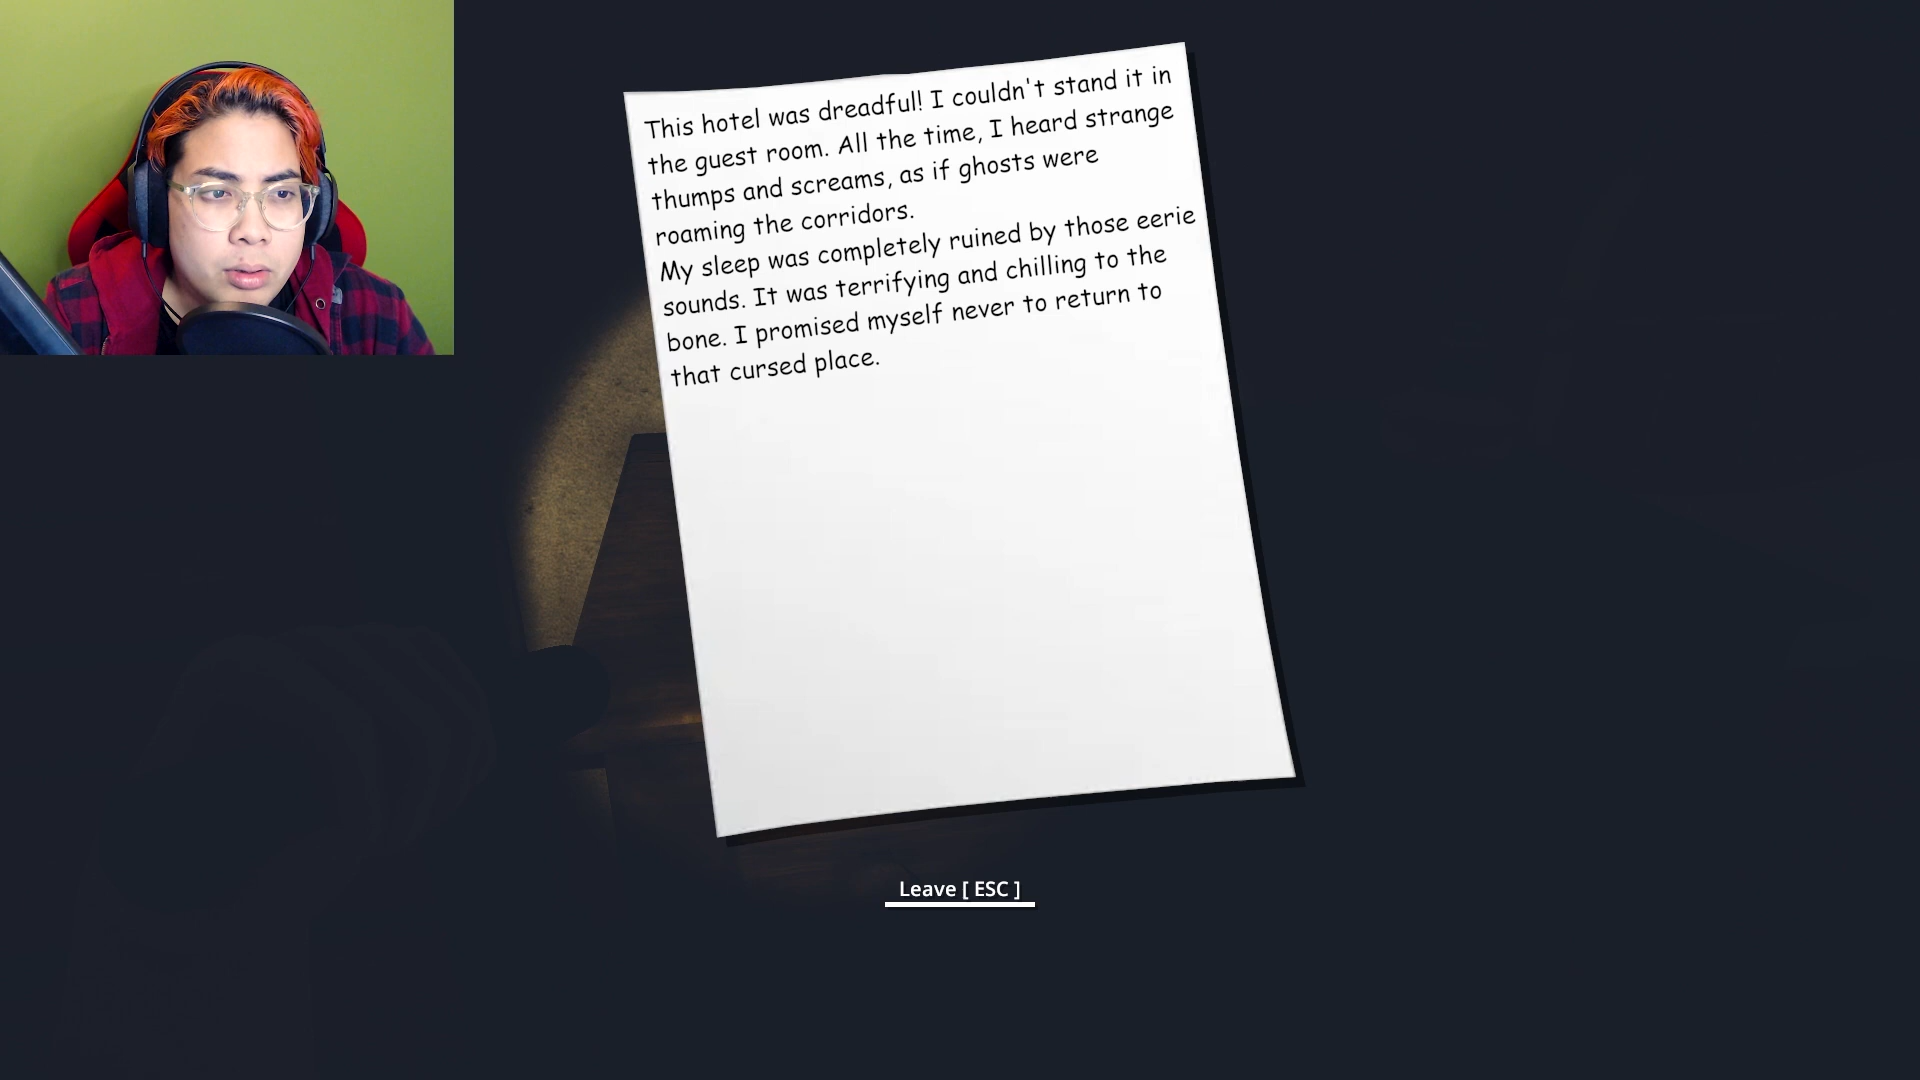 This hotel was dreadful! I couldn't stand it in
the guest room. All the time, I heard strange
thumps and screams, as if ghosts were
roaming the corridors.
My sleep was completely ruined by those eerie
sounds. It was terrifying and chilling to the
bone. I promised myself never to return to
that cursed place.
Leave [ ESC ]